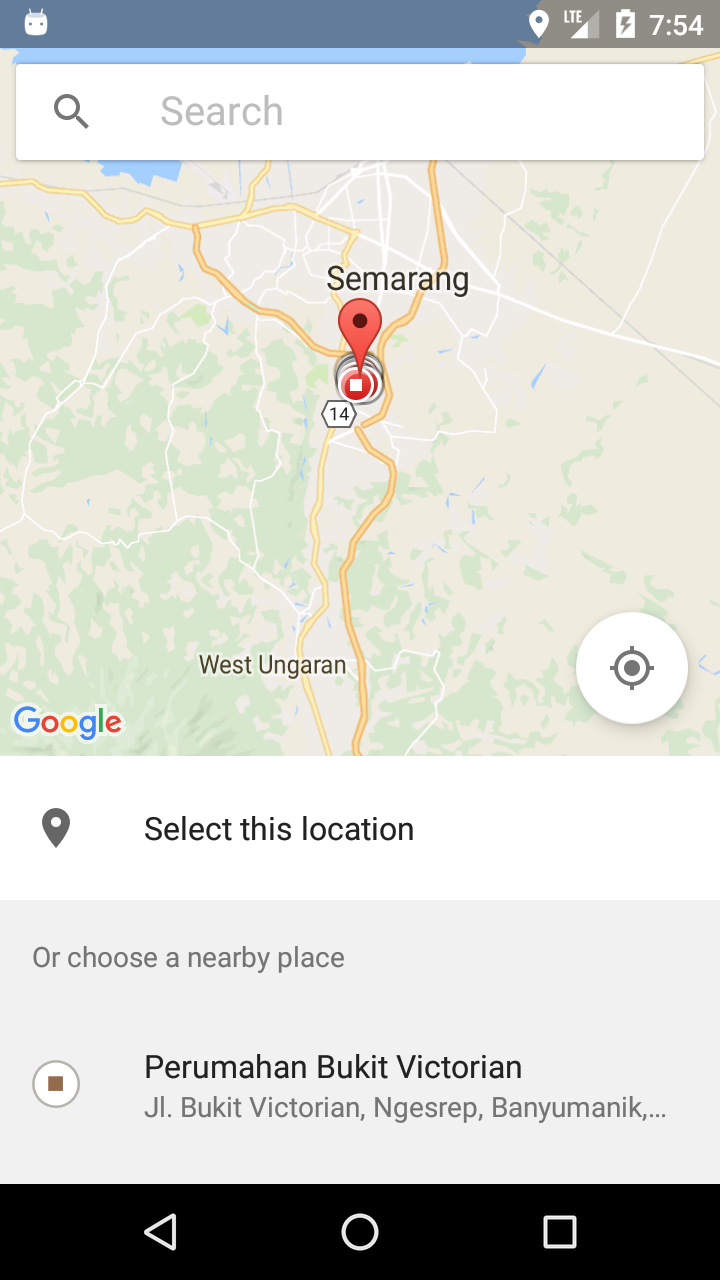 LTE 7:54
Search
Semarang
14
West Ungaran
Google
Select this location
Or choose a nearby place
Perumahan Bukit Victorian
Jl. Bukit Victorian, Ngesrep, Banyumanik,...